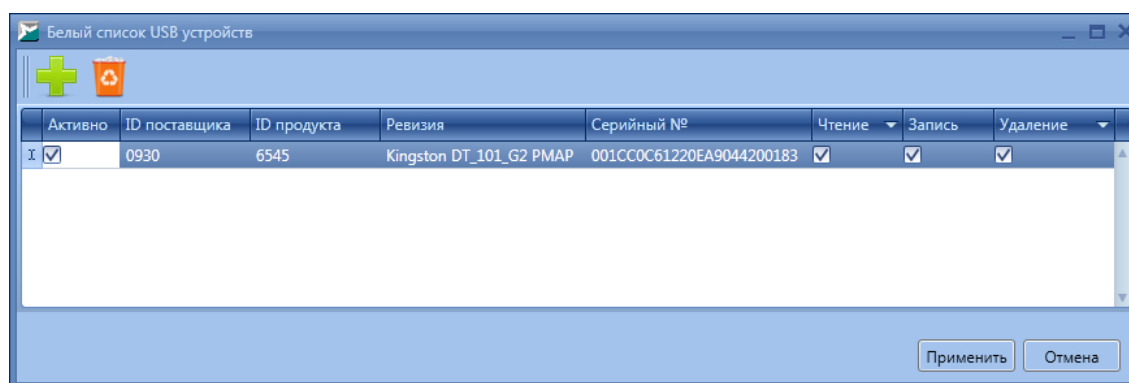 Белый список USB устройств
Активно ID поставщика ID продукта Ревизия Серийный № Чтение Запись Удаление
0930 6545 Kingston DT_101_G2 PMAP 001CC0C61220EA9044200183
Применить Отмена